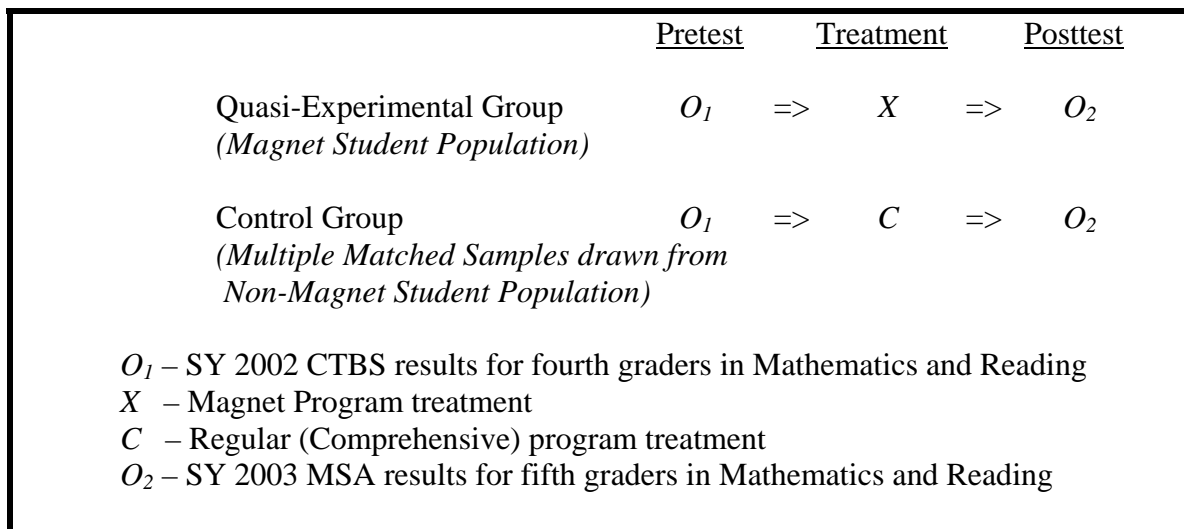 Pretest Treatment Posttest
Quasi-Experimental Group O1 => X => O2
(Magnet Student Population)
Control Group O1 => C => O2
(Multiple Matched Samples drawn from
Non-Magnet Student Population)
O1 – SY 2002 CTBS results for fourth graders in Mathematics and Reading
X – Magnet Program treatment
C – Regular (Comprehensive) program treatment
O2 – SY 2003 MSA results for fifth graders in Mathematics and Reading